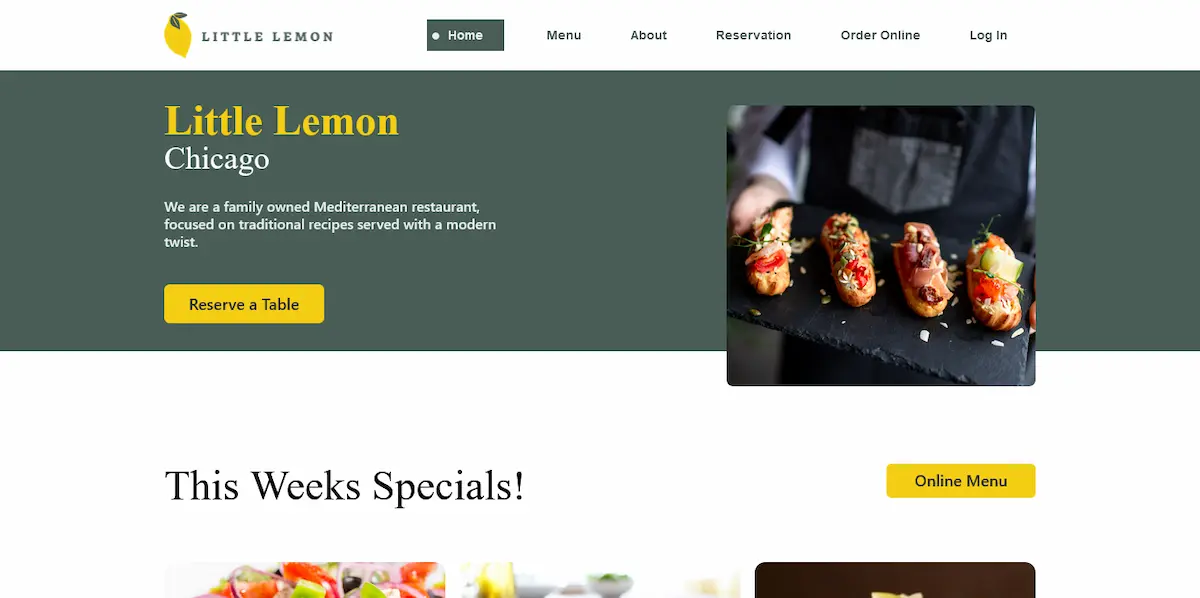 LITTLE LEMON
Home
Menu
About
Reservation
Order Online
Log In
Little Lemon
Chicago
We are a family owned Mediterranean restaurant,
focused on traditional recipes served with a modern
twist.
Reserve a Table
This Weeks Specials!
Online Menu